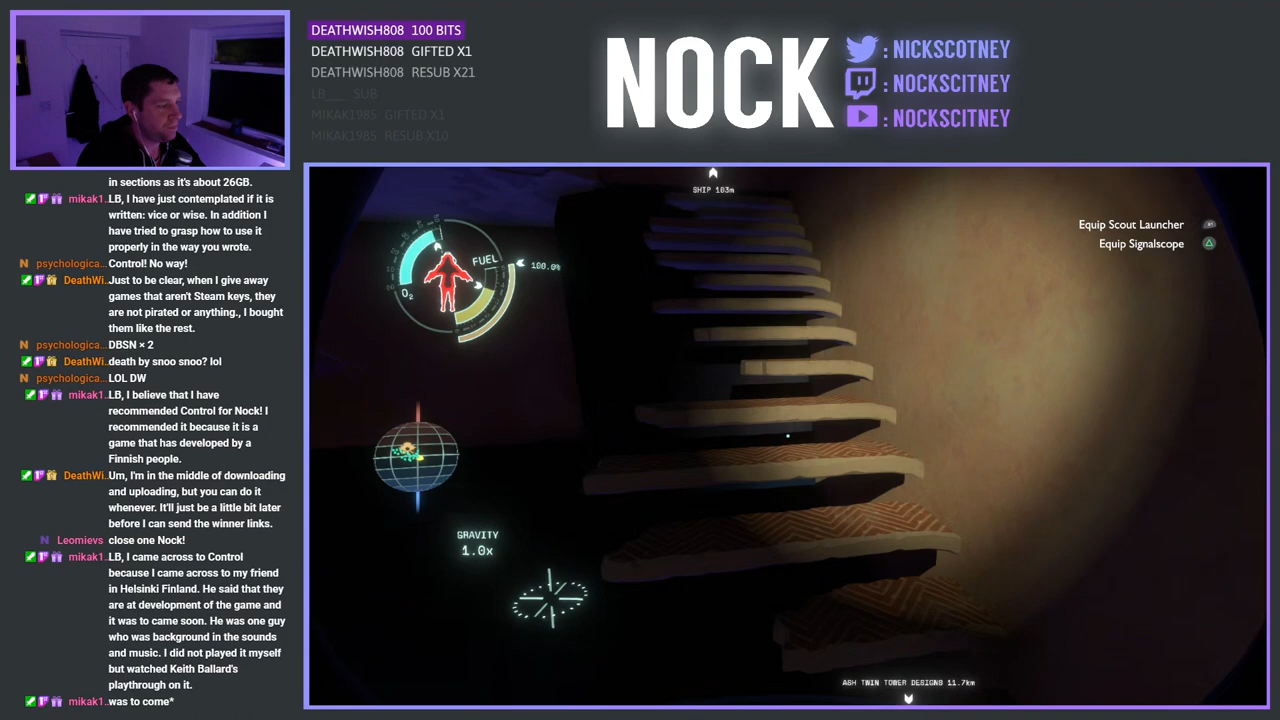 DEATHWISH808 100 BITS
DEATHWISH808 GIFTED X1
DEATHWISH808 RESUB X21
LB___ SUB
MIKAK1985 GIFTED X1
MIKAK1985 RESUB X10
NOCK
: NICKSCOTNEY
: NOCKSCITNEY
: NOCKSCITNEY
in sections as it's about 26GB.
mikak1.. LB, I have just contemplated if it is
written: vice or wise. In addition I
have tried to grasp how to use it
properly in the way you wrote.
psychologica... Control! No way!
DeathWi.. Just to be clear, when I give away
games that aren't Steam keys, they
are not pirated or anything., I bought
them like the rest.
psychologica... DBSN × 2
DeathWi.. death by snoo snoo? lol
psychologica... LOL DW
mikak1.. LB, I believe that I have
recommended Control for Nock! I
recommended it because it is a
game that has developed by a
Finnish people.
DeathWi.. Um, I'm in the middle of downloading
and uploading, but you can do it
whenever. It'll just be a little bit later
before I can send the winner links.
Leomievs close one Nock!
mikak1.. LB, I came across to Control
because I came across to my friend
in Helsinki Finland. He said that they
are at development of the game and
it was to came soon. He was one guy
who was background in the sounds
and music. I did not played it myself
but watched Keith Ballard's
playthrough on it.
mikak1.. was to come*
SHIP 103m
Equip Scout Launcher
Equip Signalscope
FUEL
100.0%
O₂
GRAVITY
1.0x
ASH TWIN TOWER DESIGNS 11.7km